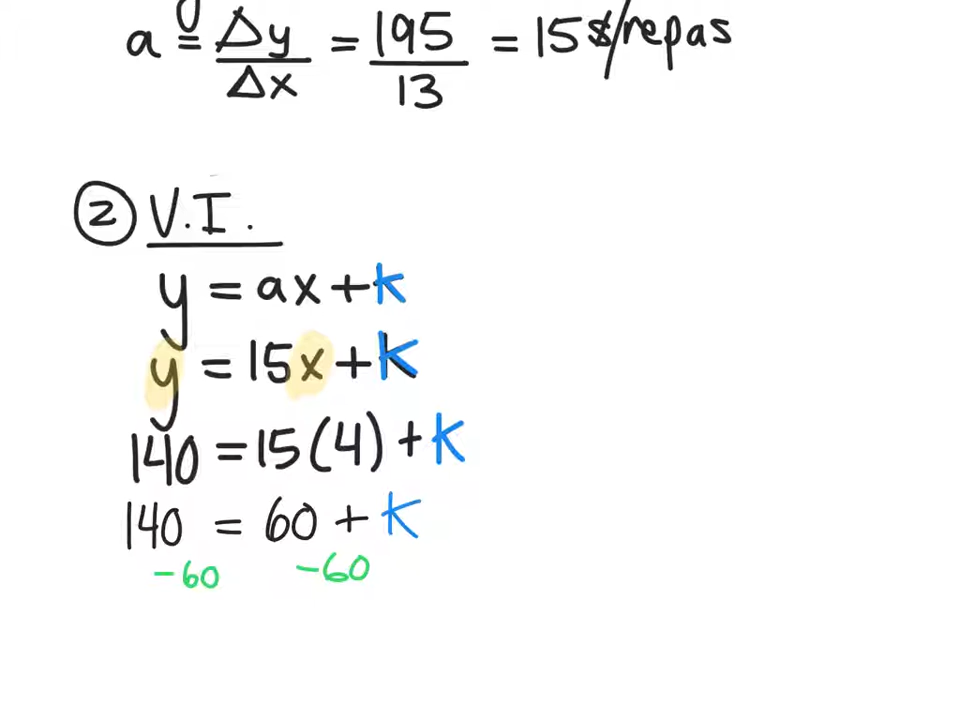 a = Δy/Δx = 195/13 = 15$/repas
② V.I.
y = ax + k
y = 15x + k
140 = 15(4) + k
140 = 60 + k
-60 -60